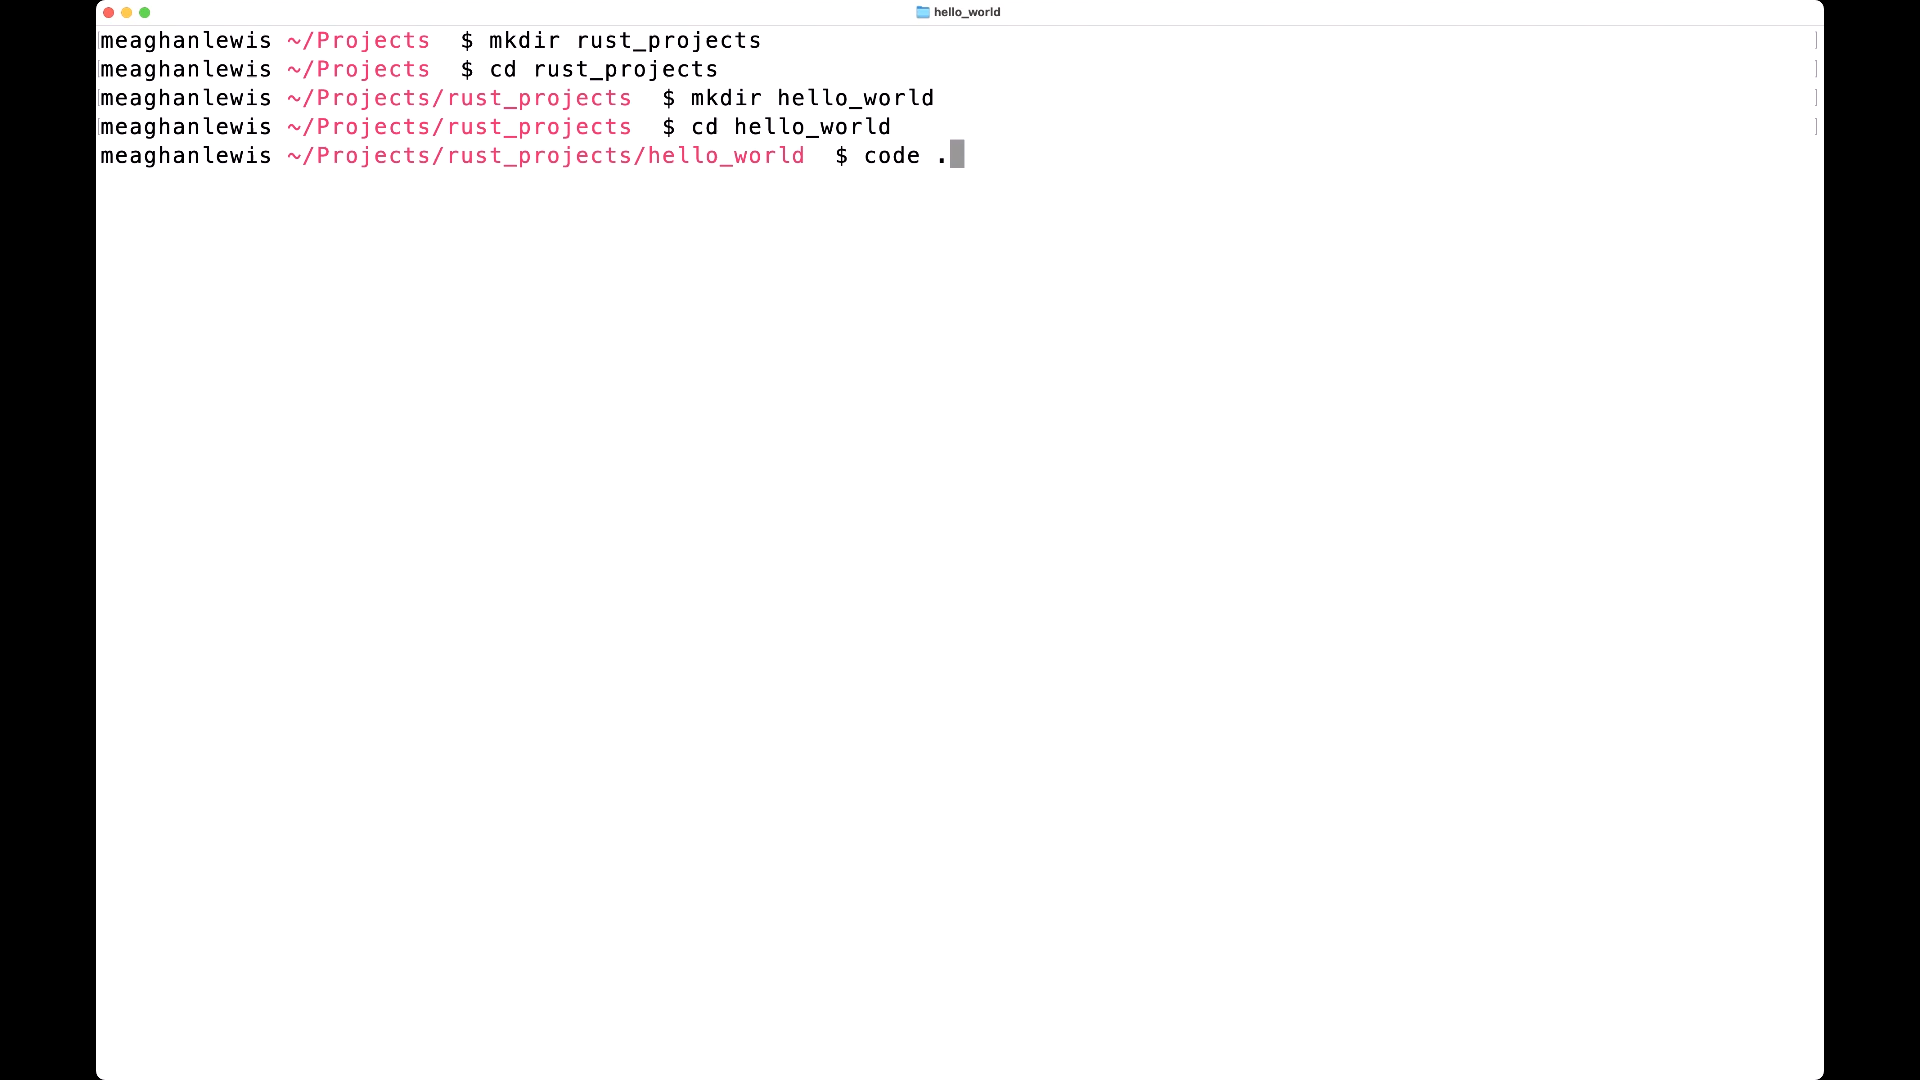 hello_world
meaghanlewis ~/Projects $ mkdir rust_projects
meaghanlewis ~/Projects $ cd rust_projects
meaghanlewis ~/Projects/rust_projects $ mkdir hello_world
meaghanlewis ~/Projects/rust_projects $ cd hello_world
meaghanlewis ~/Projects/rust_projects/hello_world $ code .